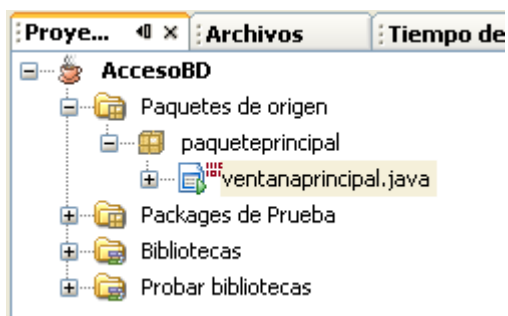 Proye... Archivos Tiempo de
AccesoBD
Paquetes de origen
paqueteprincipal
ventanaprincipal.java
Packages de Prueba
Bibliotecas
Probar bibliotecas